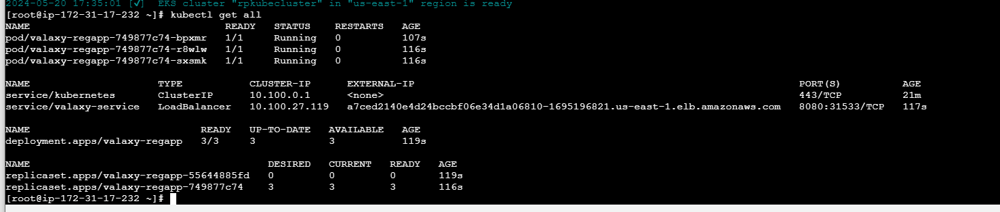 2024-05-20 17:35:01 [✓]  EKS cluster "rpkubecluster" in "us-east-1" region is ready
[root@ip-172-31-17-232 ~]# kubectl get all
NAME                                READY   STATUS    RESTARTS   AGE
pod/valaxy-regapp-749877c74-bpxmr   1/1     Running   0          107s
pod/valaxy-regapp-749877c74-r8wlw   1/1     Running   0          116s
pod/valaxy-regapp-749877c74-sxsmk   1/1     Running   0          116s
NAME                     TYPE           CLUSTER-IP      EXTERNAL-IP                                                               PORT(S)          AGE
service/kubernetes       ClusterIP      10.100.0.1      <none>                                                                    443/TCP          21m
service/valaxy-service   LoadBalancer   10.100.27.119   a7ced2140e4d24bccbf06e34d1a06810-1695196821.us-east-1.elb.amazonaws.com   8080:31533/TCP   117s
NAME                            READY   UP-TO-DATE   AVAILABLE   AGE
deployment.apps/valaxy-regapp   3/3     3            3           119s
NAME                                       DESIRED   CURRENT   READY   AGE
replicaset.apps/valaxy-regapp-55644885fd   0         0         0       119s
replicaset.apps/valaxy-regapp-749877c74    3         3         3       116s
[root@ip-172-31-17-232 ~]#